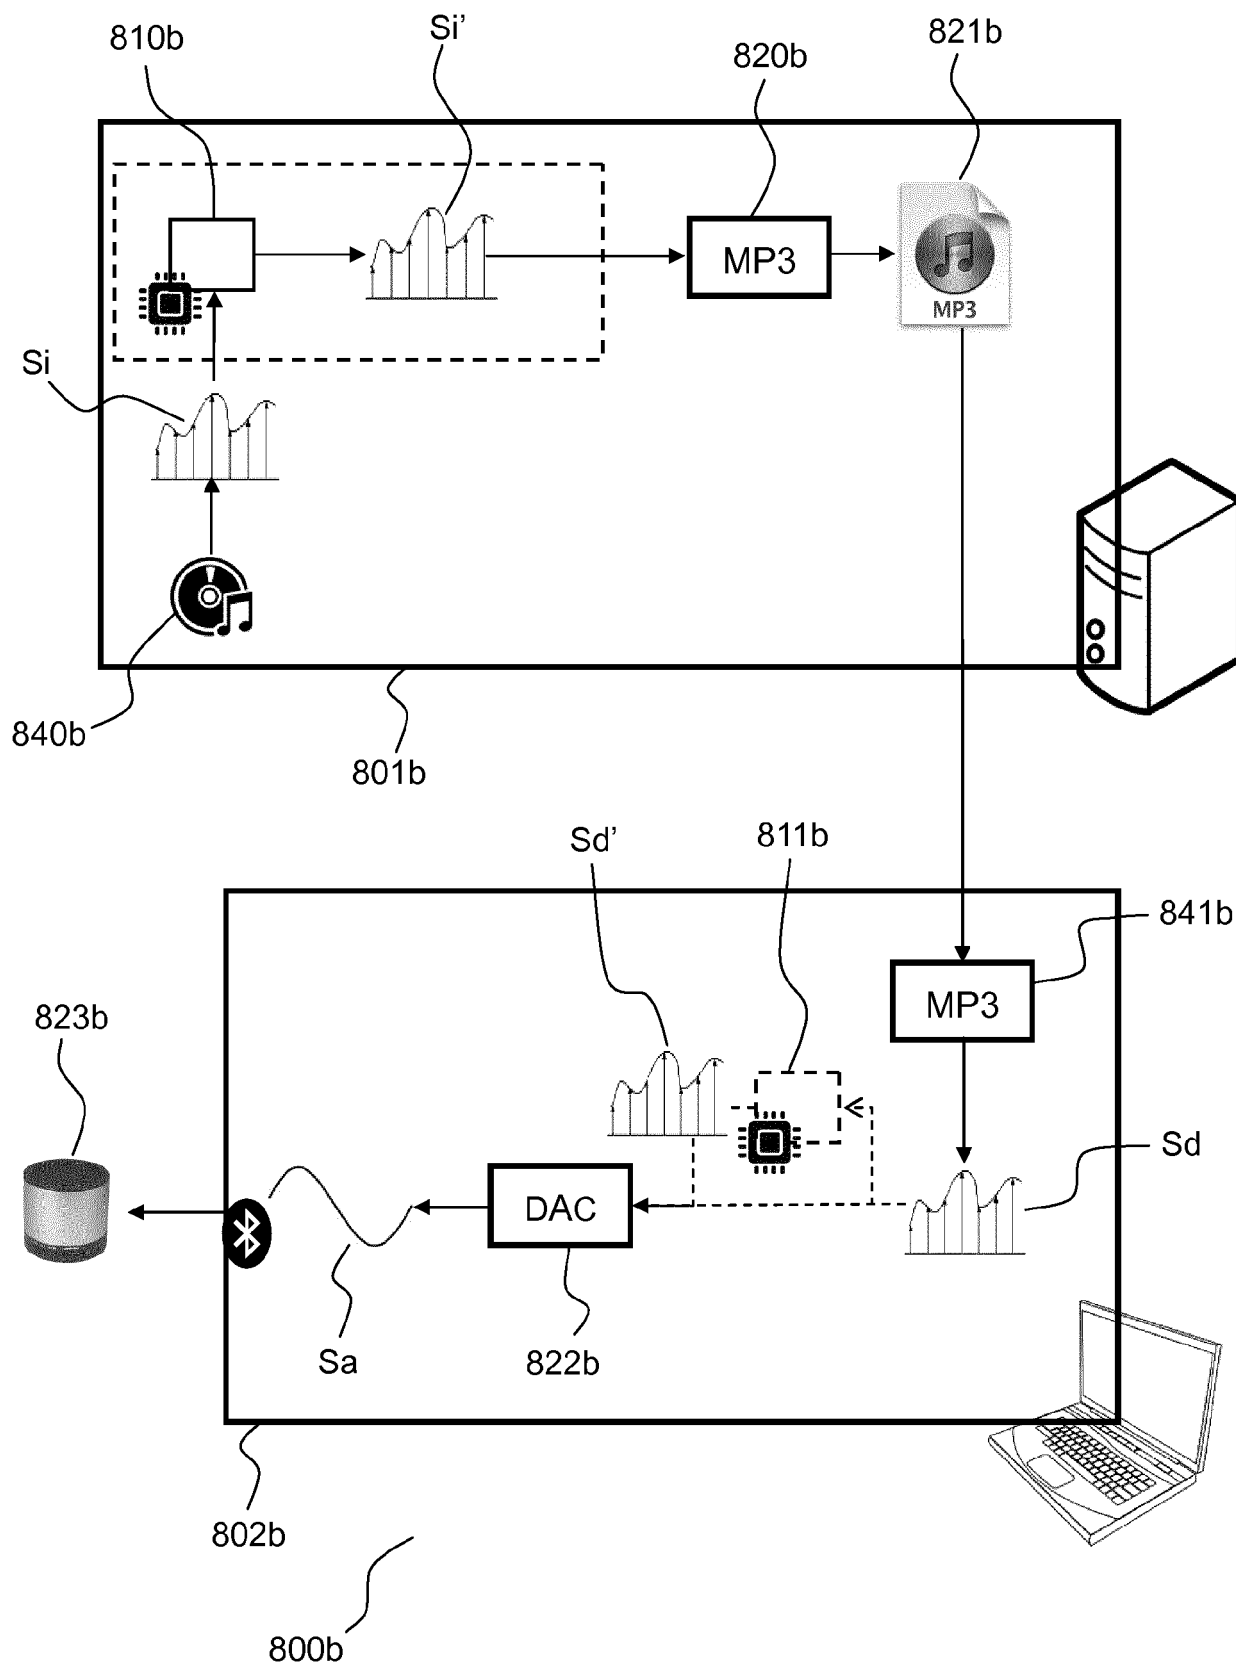 810b
Si’
820b
821b
MP3
MP3
Si
840b
801b
Sd’
811b
841b
823b
MP3
Sd
DAC
Sa
822b
802b
800b